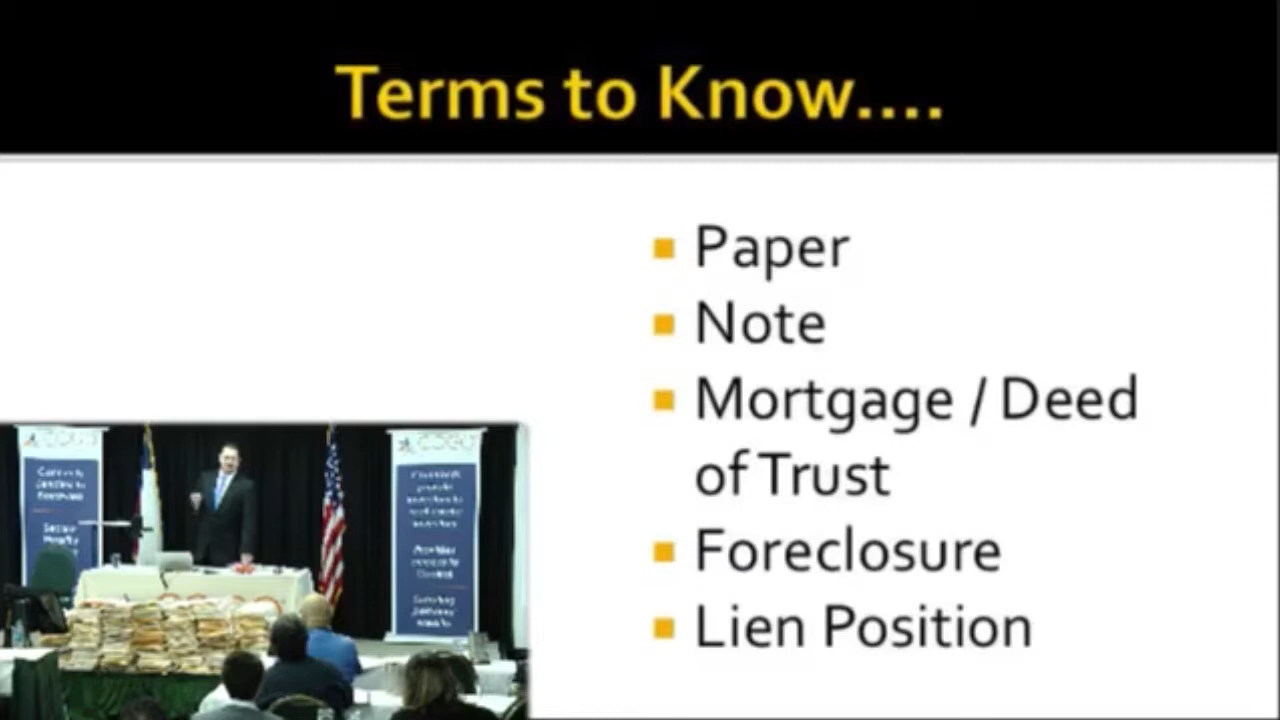 Terms to Know....
Paper
Note
Mortgage / Deed
of Trust
Foreclosure
Lien Position